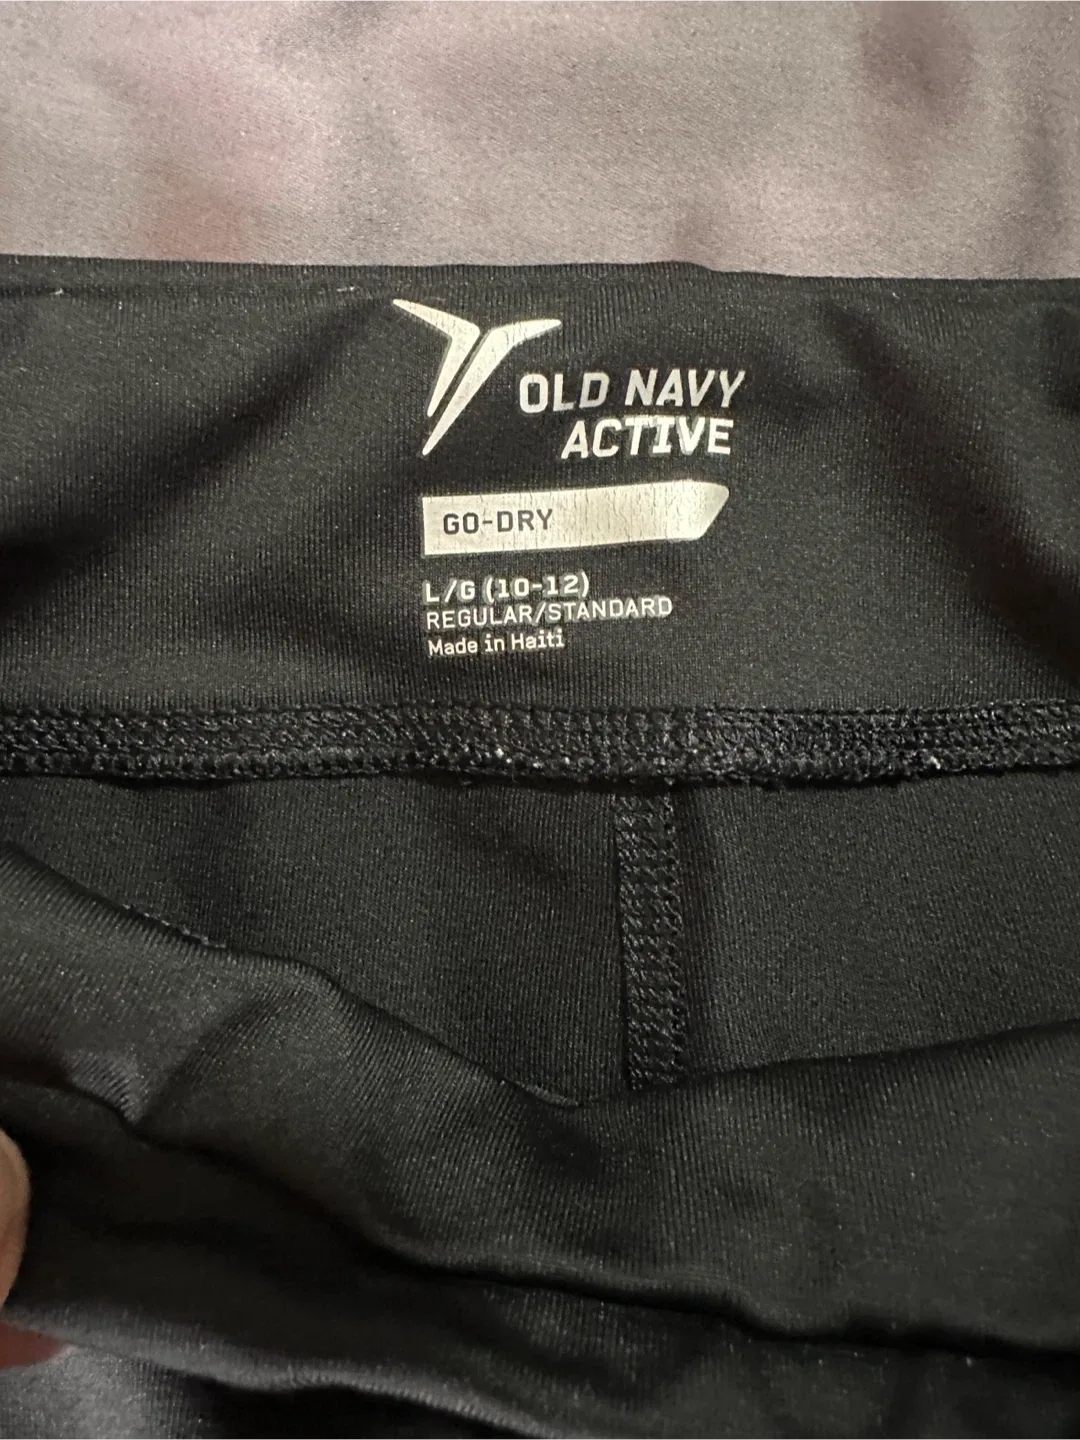 OLD NAVY
ACTIVE
GO-DRY
L/G (10-12)
REGULAR/STANDARD
Made in Haiti